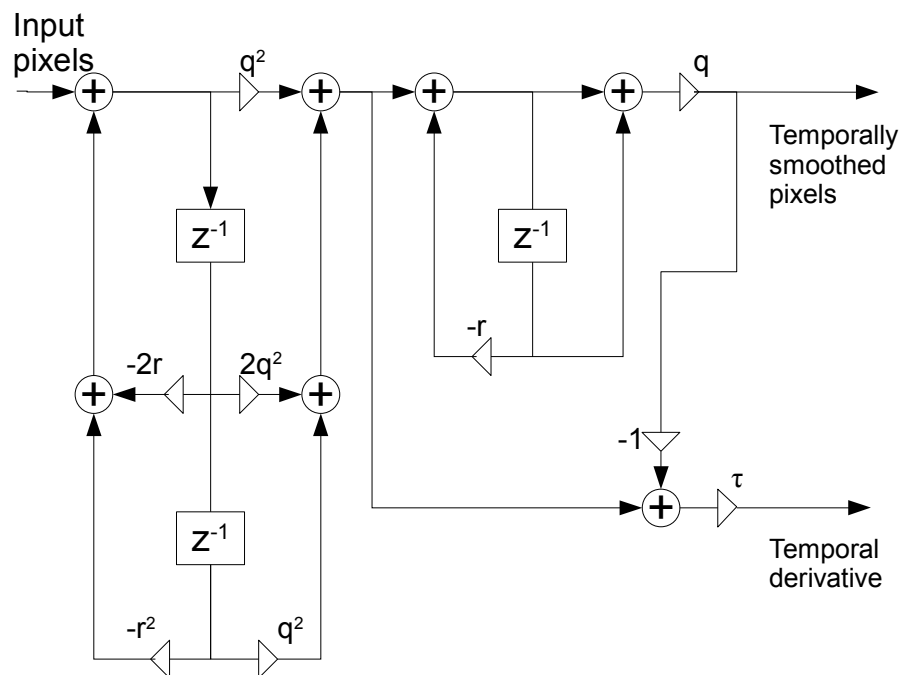 Input
pixels
q²
q
+
+
+
+
Temporally
smoothed
pixels
z⁻¹
z⁻¹
-r
-2r
2q²
+
+
-1
τ
+
z⁻¹
Temporal
derivative
-r²
q²